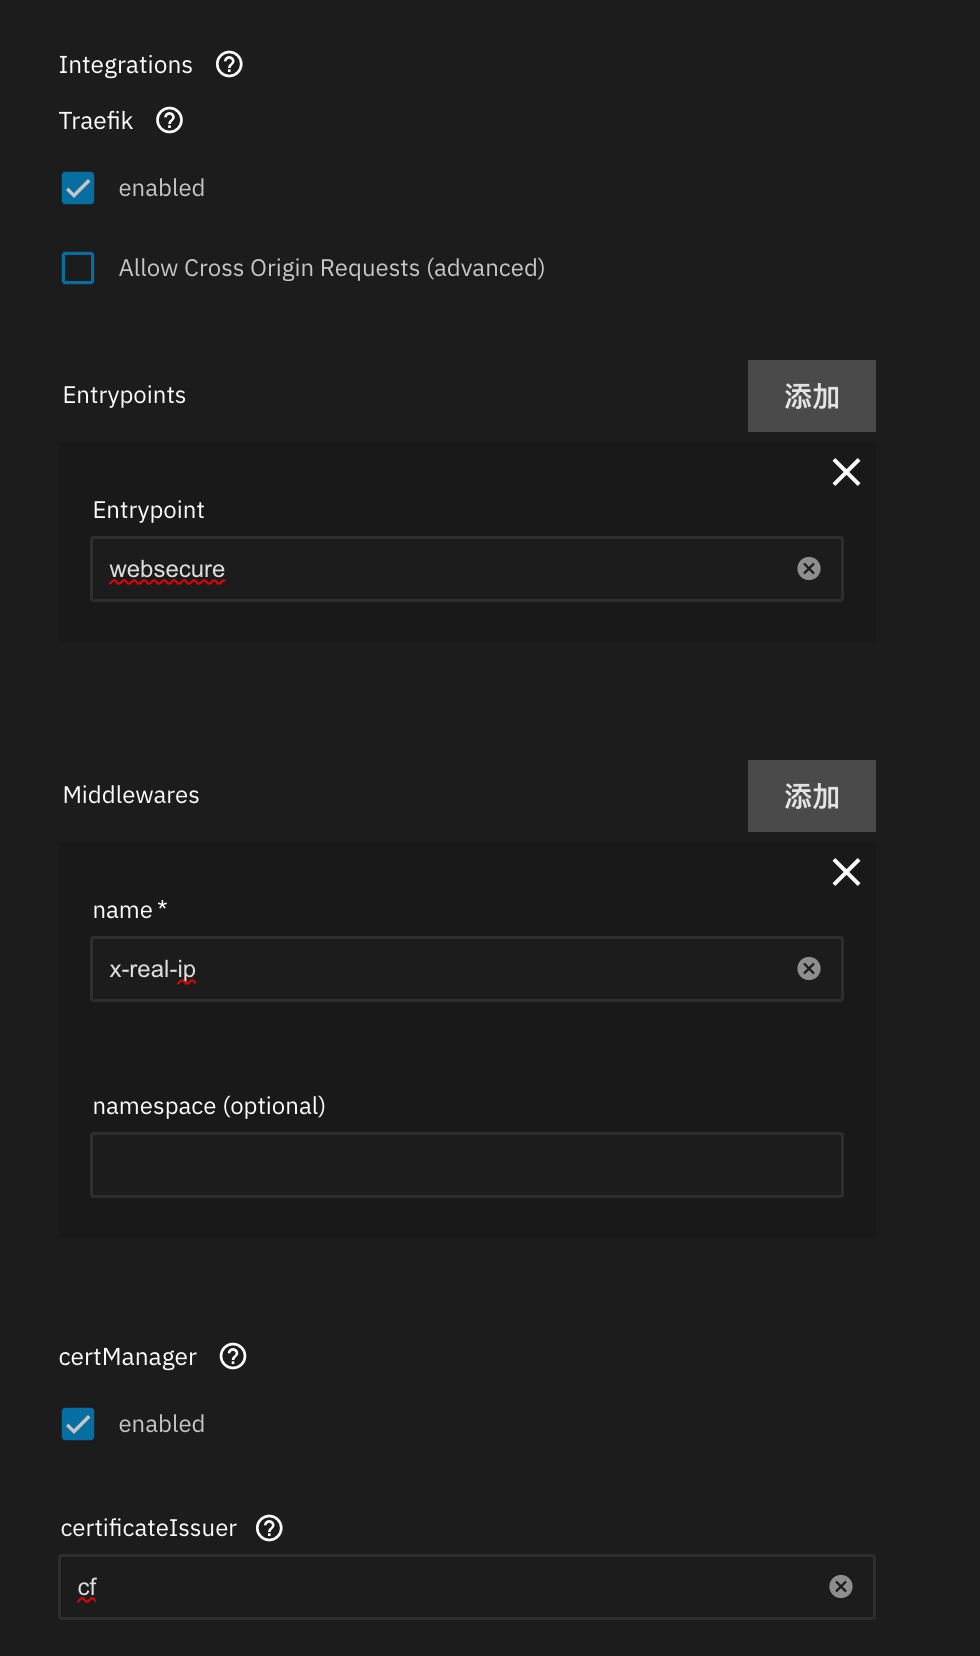 Integrations
Traefik
enabled
Allow Cross Origin Requests (advanced)
Entrypoints
添加
Entrypoint
websecure
Middlewares
添加
name *
x-real-ip
namespace (optional)
certManager
enabled
certificateIssuer
cf